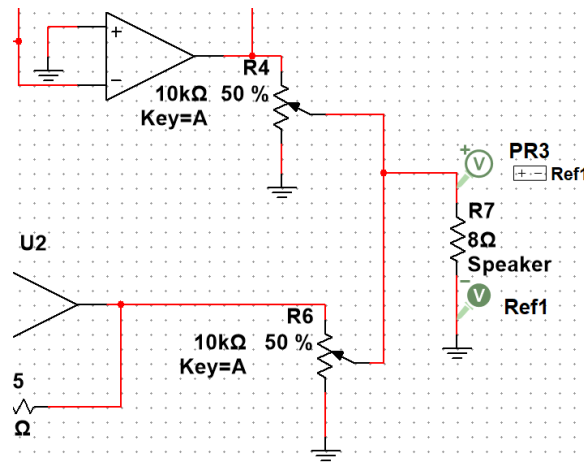 +
−
R4
10kΩ 50 %
Key=A
+
V
PR3
+ - Ref1
R7
8Ω
Speaker
−
V
Ref1
U2
R6
10kΩ 50 %
Key=A
5
Ω